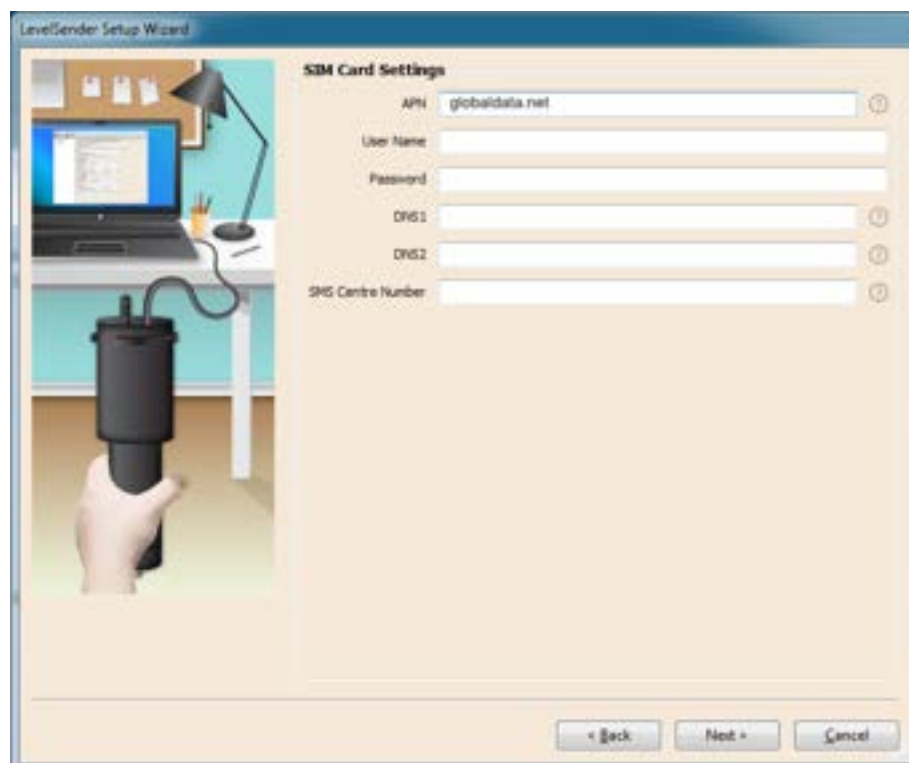 LevelSender Setup Wizard
SIM Card Settings
APN globaldata.net
User Name
Password
DNS1
DNS2
SMS Centre Number
< Back Next > Cancel